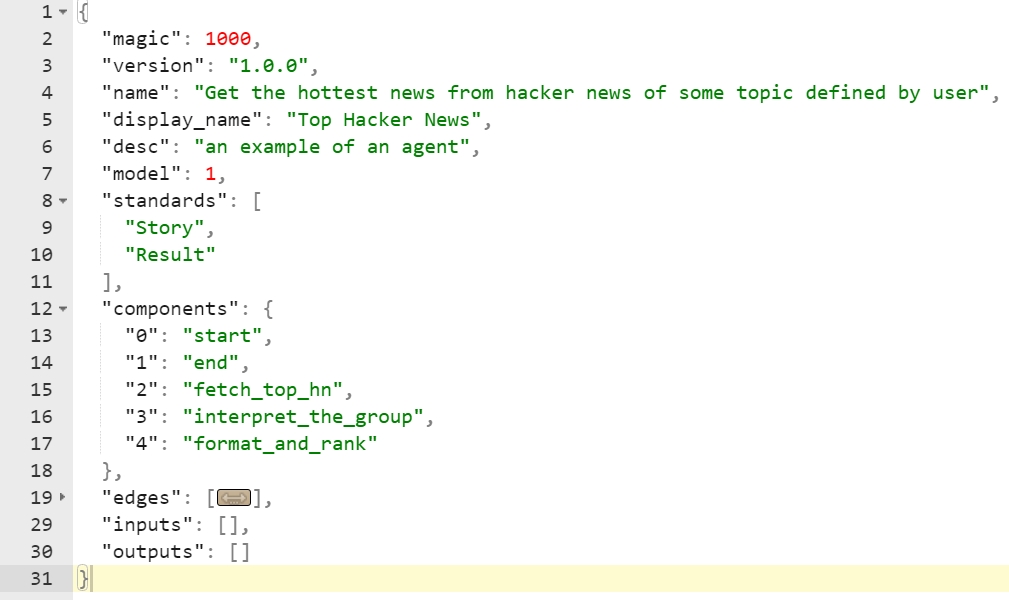 1 {
2 "magic": 1000,
3 "version": "1.0.0",
4 "name": "Get the hottest news from hacker news of some topic defined by user",
5 "display_name": "Top Hacker News",
6 "desc": "an example of an agent",
7 "model": 1,
8 "standards": [
9 "Story",
10 "Result"
11 ],
12 "components": {
13 "0": "start",
14 "1": "end",
15 "2": "fetch_top_hn",
16 "3": "interpret_the_group",
17 "4": "format_and_rank"
18 },
19 "edges": [],
29 "inputs": [],
30 "outputs": []
31 }